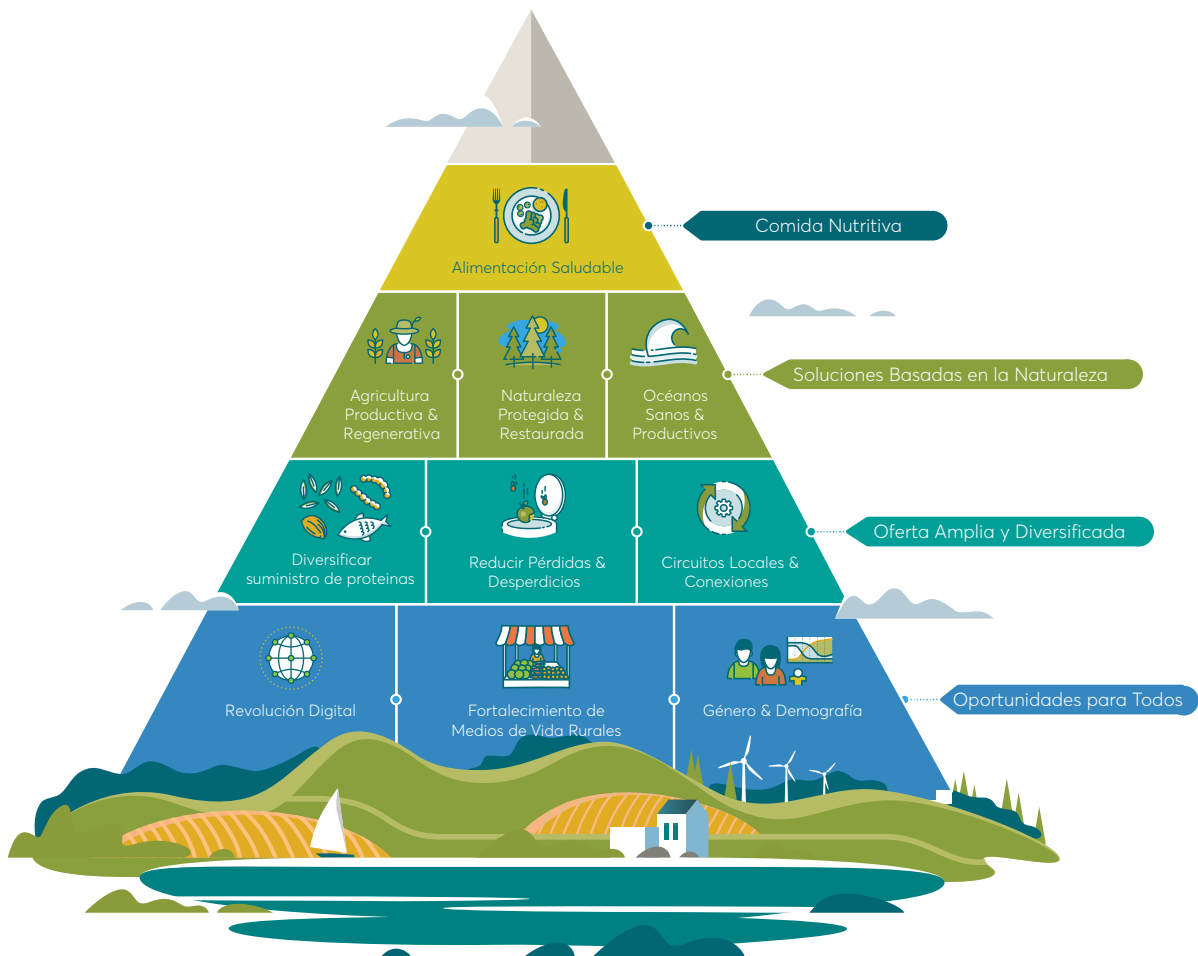 Alimentación Saludable
Comida Nutritiva
Agricultura
Productiva &
Regenerativa
Naturaleza
Protegida &
Restaurada
Océanos
Sanos &
Productivos
Soluciones Basadas en la Naturaleza
Diversificar
suministro de proteinas
Reducir Pérdidas &
Desperdicios
Circuitos Locales &
Conexiones
Oferta Amplia y Diversificada
Revolución Digital
Fortalecimiento de
Medios de Vida Rurales
Género & Demografía
Oportunidades para Todos